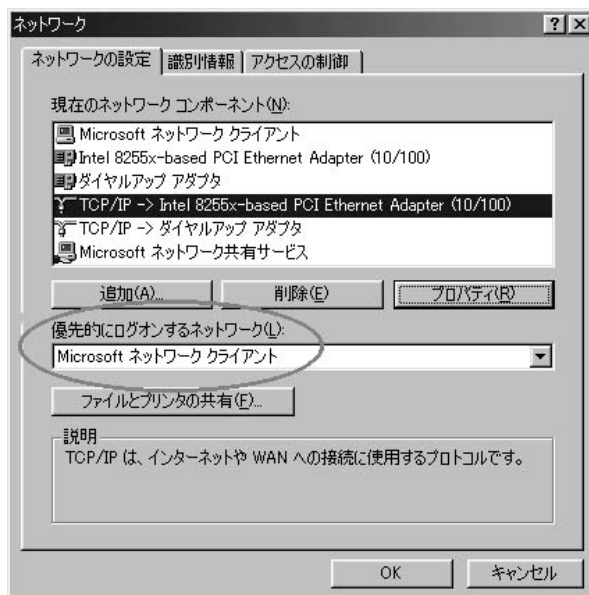 ネットワーク
ネットワークの設定 識別情報 アクセスの制御
現在のネットワーク コンポーネント(N):
Microsoft ネットワーク クライアント
Intel 8255x-based PCI Ethernet Adapter (10/100)
ダイヤルアップ アダプタ
TCP/IP -> Intel 8255x-based PCI Ethernet Adapter (10/100)
TCP/IP -> ダイヤルアップ アダプタ
Microsoft ネットワーク共有サービス
追加(A)... 削除(E) プロパティ(R)
優先的にログオンするネットワーク(L):
Microsoft ネットワーク クライアント
ファイルとプリンタの共有(F)...
説明
TCP/IP は、インターネットや WAN への接続に使用するプロトコルです。
OK キャンセル